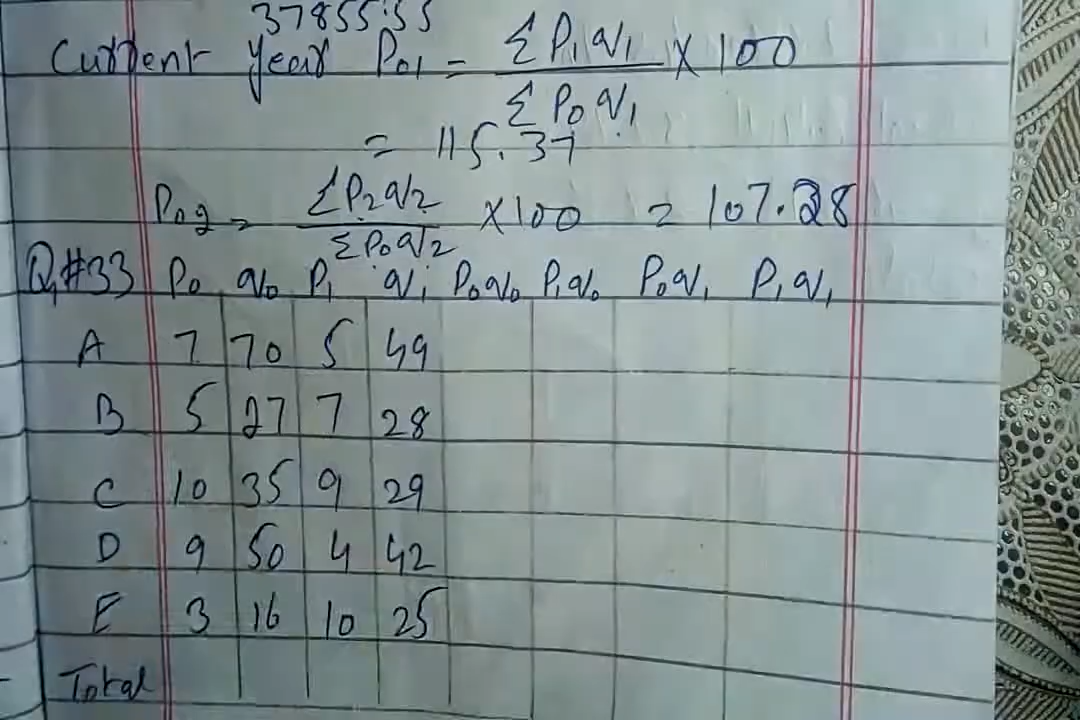 37855.55
Current year P01 = ΣP1q1 / ΣP0q1 × 100
= 115.37
P02 = ΣP2q2 / ΣP0q2 × 100 = 107.28
Q#33 P0 q0 P1 q1 P0q0 P1q0 P0q1 P1q1
A 7 70 5 49
B 5 27 7 28
C 10 35 9 29
D 9 50 4 42
E 3 16 10 25
Total